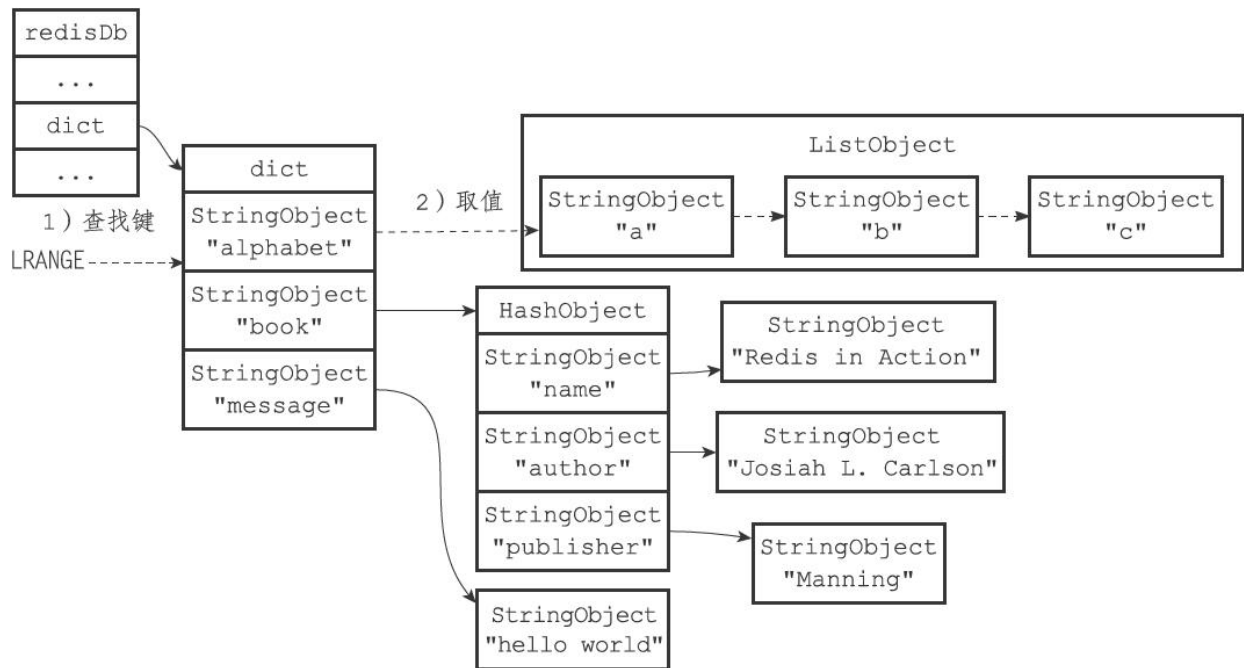 redisDb
...
dict
...
1）查找键
LRANGE
dict
StringObject
"alphabet"
StringObject
"book"
StringObject
"message"
2）取值
ListObject
StringObject
"a"
StringObject
"b"
StringObject
"c"
HashObject
StringObject
"name"
StringObject
"author"
StringObject
"publisher"
StringObject
"Redis in Action"
StringObject
"Josiah L. Carlson"
StringObject
"Manning"
StringObject
"hello world"